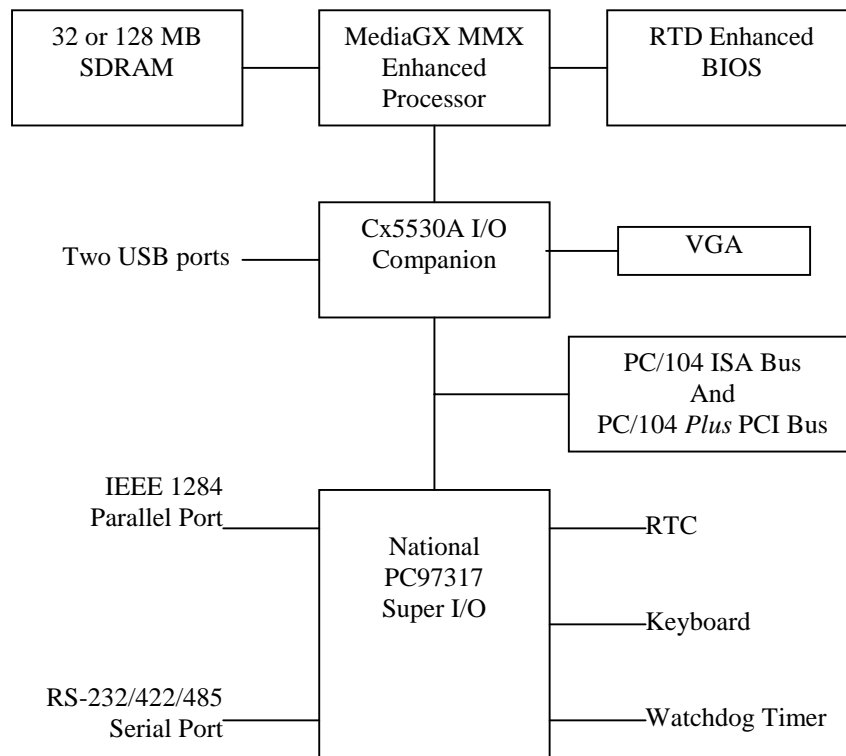 32 or 128 MB
SDRAM
MediaGX MMX
Enhanced
Processor
RTD Enhanced
BIOS
Two USB ports
Cx5530A I/O
Companion
VGA
PC/104 ISA Bus
And
PC/104 Plus PCI Bus
IEEE 1284
Parallel Port
National
PC97317
Super I/O
RTC
Keyboard
RS-232/422/485
Serial Port
Watchdog Timer